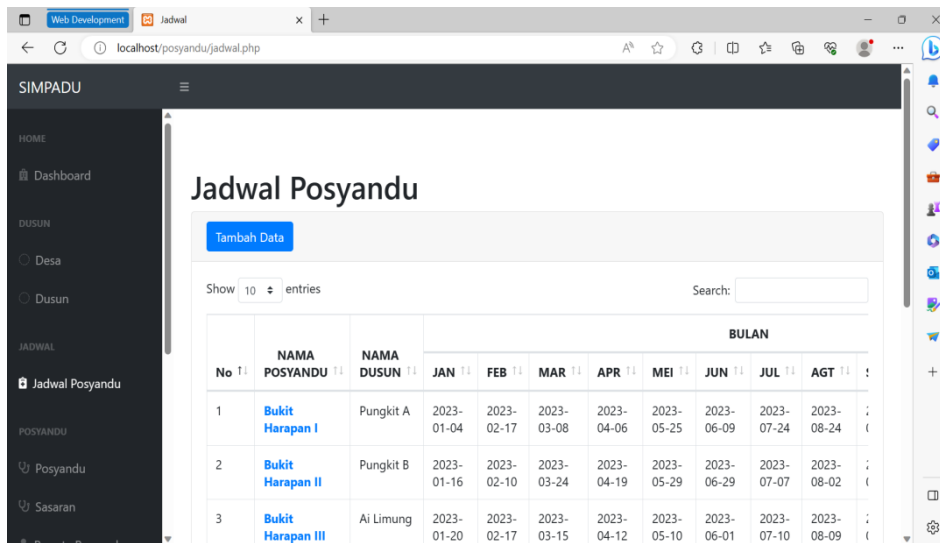 Web Development
Jadwal
localhost/posyandu/jadwal.php
SIMPADU
HOME
Dashboard
DUSUN
Desa
Dusun
JADWAL
Jadwal Posyandu
POSYANDU
Posyandu
Sasaran
Jadwal Posyandu
Tambah Data
Show 10 entries
Search:
BULAN
No NAMA POSYANDU NAMA DUSUN JAN FEB MAR APR MEI JUN JUL AGT
1 Bukit Harapan I Pungkit A 2023-01-04 2023-02-17 2023-03-08 2023-04-06 2023-05-25 2023-06-09 2023-07-24 2023-08-24
2 Bukit Harapan II Pungkit B 2023-01-16 2023-02-10 2023-03-24 2023-04-19 2023-05-29 2023-06-29 2023-07-07 2023-08-02
3 Bukit Harapan III Ai Limung 2023-01-20 2023-02-17 2023-03-15 2023-04-12 2023-05-10 2023-06-01 2023-07-10 2023-08-09